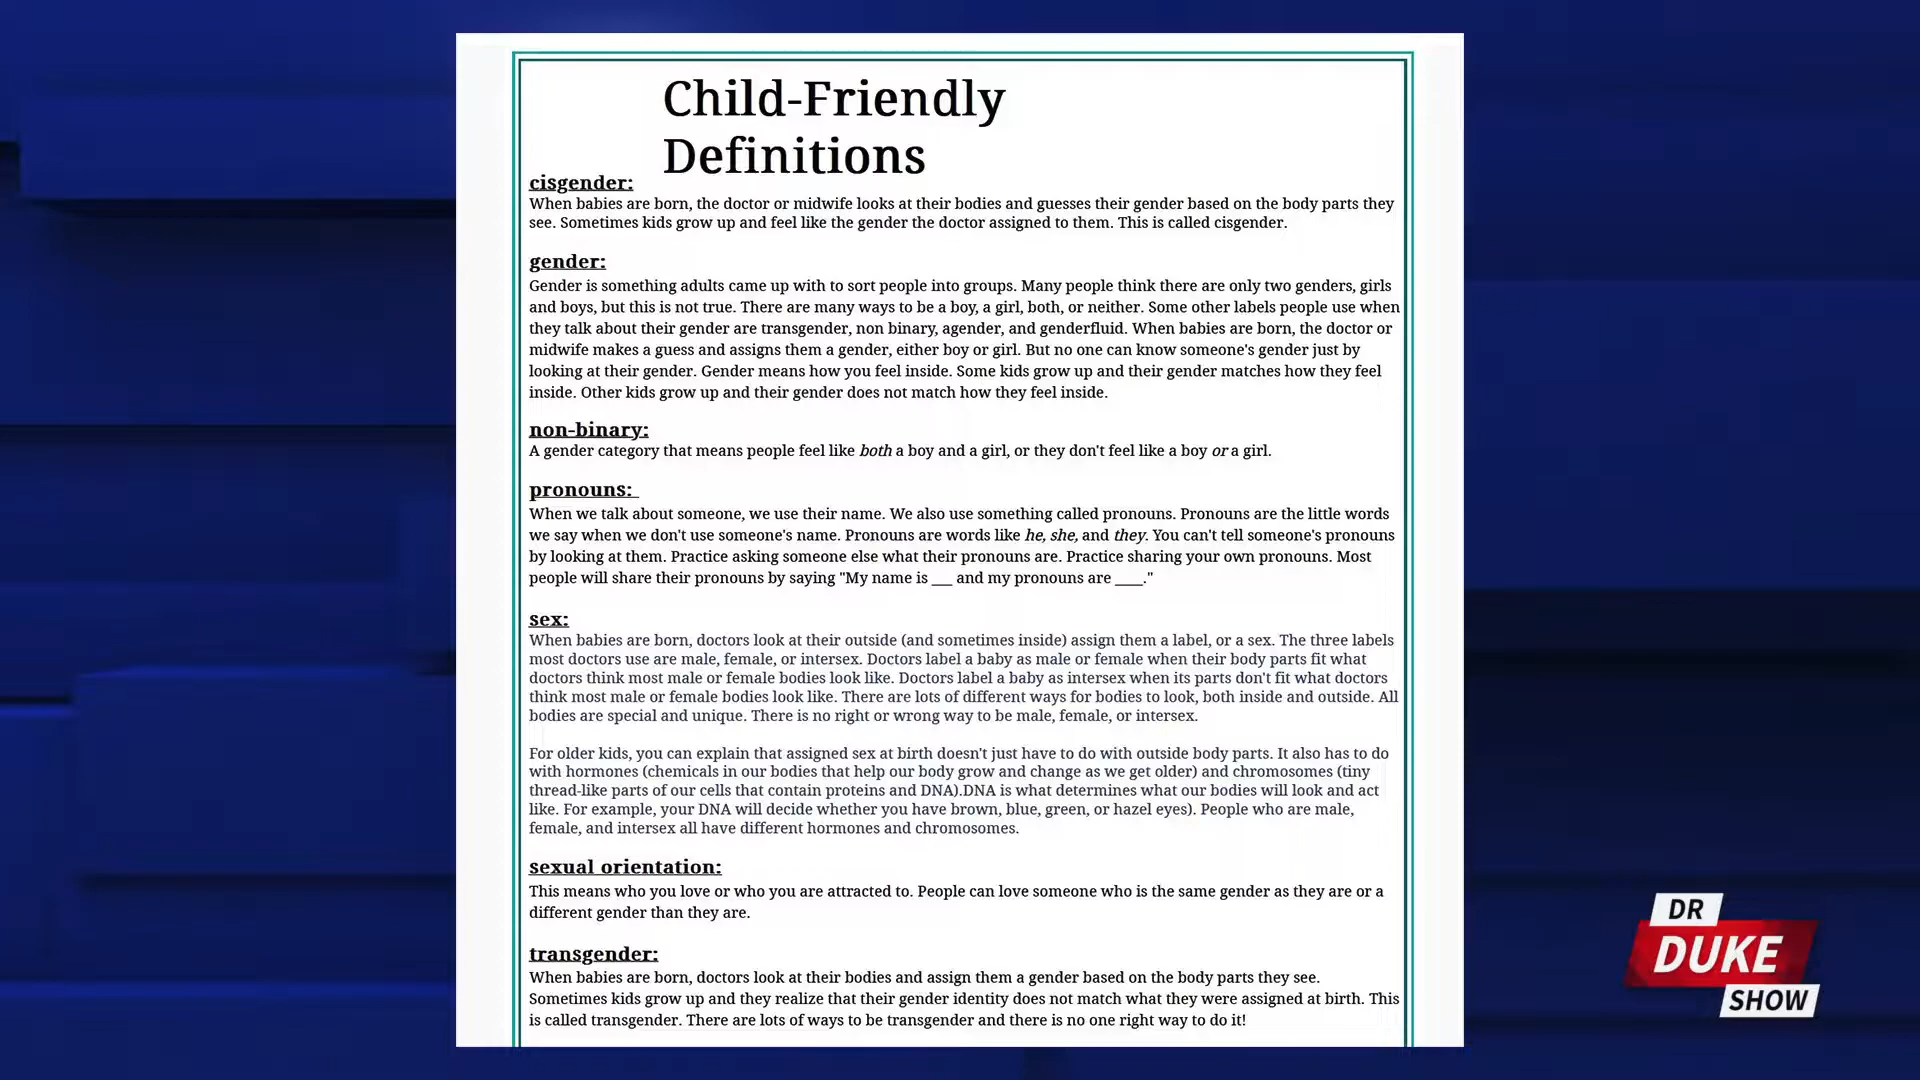 Child-Friendly
Definitions
cisgender:
When babies are born, the doctor or midwife looks at their bodies and guesses their gender based on the body parts they
see. Sometimes kids grow up and feel like the gender the doctor assigned to them. This is called cisgender.
gender:
Gender is something adults came up with to sort people into groups. Many people think there are only two genders, girls
and boys, but this is not true. There are many ways to be a boy, a girl, both, or neither. Some other labels people use when
they talk about their gender are transgender, non binary, agender, and genderfluid. When babies are born, the doctor or
midwife makes a guess and assigns them a gender, either boy or girl. But no one can know someone's gender just by
looking at their gender. Gender means how you feel inside. Some kids grow up and their gender matches how they feel
inside. Other kids grow up and their gender does not match how they feel inside.
non-binary:
A gender category that means people feel like both a boy and a girl, or they don't feel like a boy or a girl.
pronouns:
When we talk about someone, we use their name. We also use something called pronouns. Pronouns are the little words
we say when we don't use someone's name. Pronouns are words like he, she, and they. You can't tell someone's pronouns
by looking at them. Practice asking someone else what their pronouns are. Practice sharing your own pronouns. Most
people will share their pronouns by saying "My name is ___ and my pronouns are ____."
sex:
When babies are born, doctors look at their outside (and sometimes inside) assign them a label, or a sex. The three labels
most doctors use are male, female, or intersex. Doctors label a baby as male or female when their body parts fit what
doctors think most male or female bodies look like. Doctors label a baby as intersex when its parts don't fit what doctors
think most male or female bodies look like. There are lots of different ways for bodies to look, both inside and outside. All
bodies are special and unique. There is no right or wrong way to be male, female, or intersex.
For older kids, you can explain that assigned sex at birth doesn't just have to do with outside body parts. It also has to do
with hormones (chemicals in our bodies that help our body grow and change as we get older) and chromosomes (tiny
thread-like parts of our cells that contain proteins and DNA).DNA is what determines what our bodies will look and act
like. For example, your DNA will decide whether you have brown, blue, green, or hazel eyes). People who are male,
female, and intersex all have different hormones and chromosomes.
sexual orientation:
This means who you love or who you are attracted to. People can love someone who is the same gender as they are or a
different gender than they are.
transgender:
When babies are born, doctors look at their bodies and assign them a gender based on the body parts they see.
Sometimes kids grow up and they realize that their gender identity does not match what they were assigned at birth. This
is called transgender. There are lots of ways to be transgender and there is no one right way to do it!
DR
DUKE
SHOW